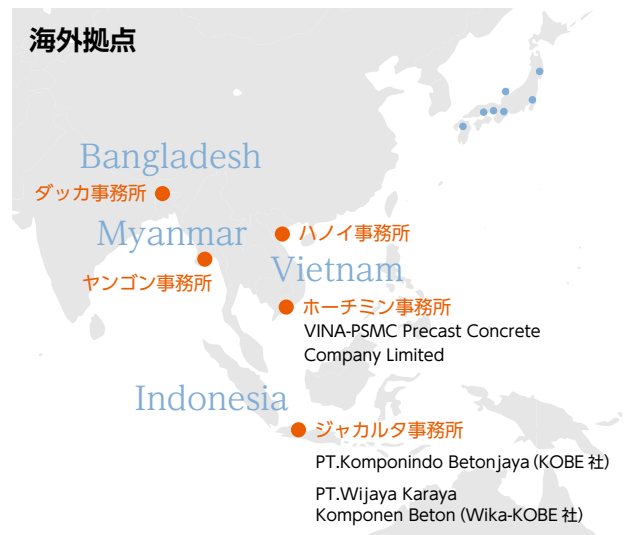 海外拠点
Bangladesh
ダッカ事務所
Myanmar
ヤンゴン事務所
ハノイ事務所
Vietnam
ホーチミン事務所
VINA-PSMC Precast Concrete
Company Limited
Indonesia
ジャカルタ事務所
PT.Komponindo Betonjaya (KOBE 社)
PT.Wijaya Karaya
Komponen Beton (Wika-KOBE 社)